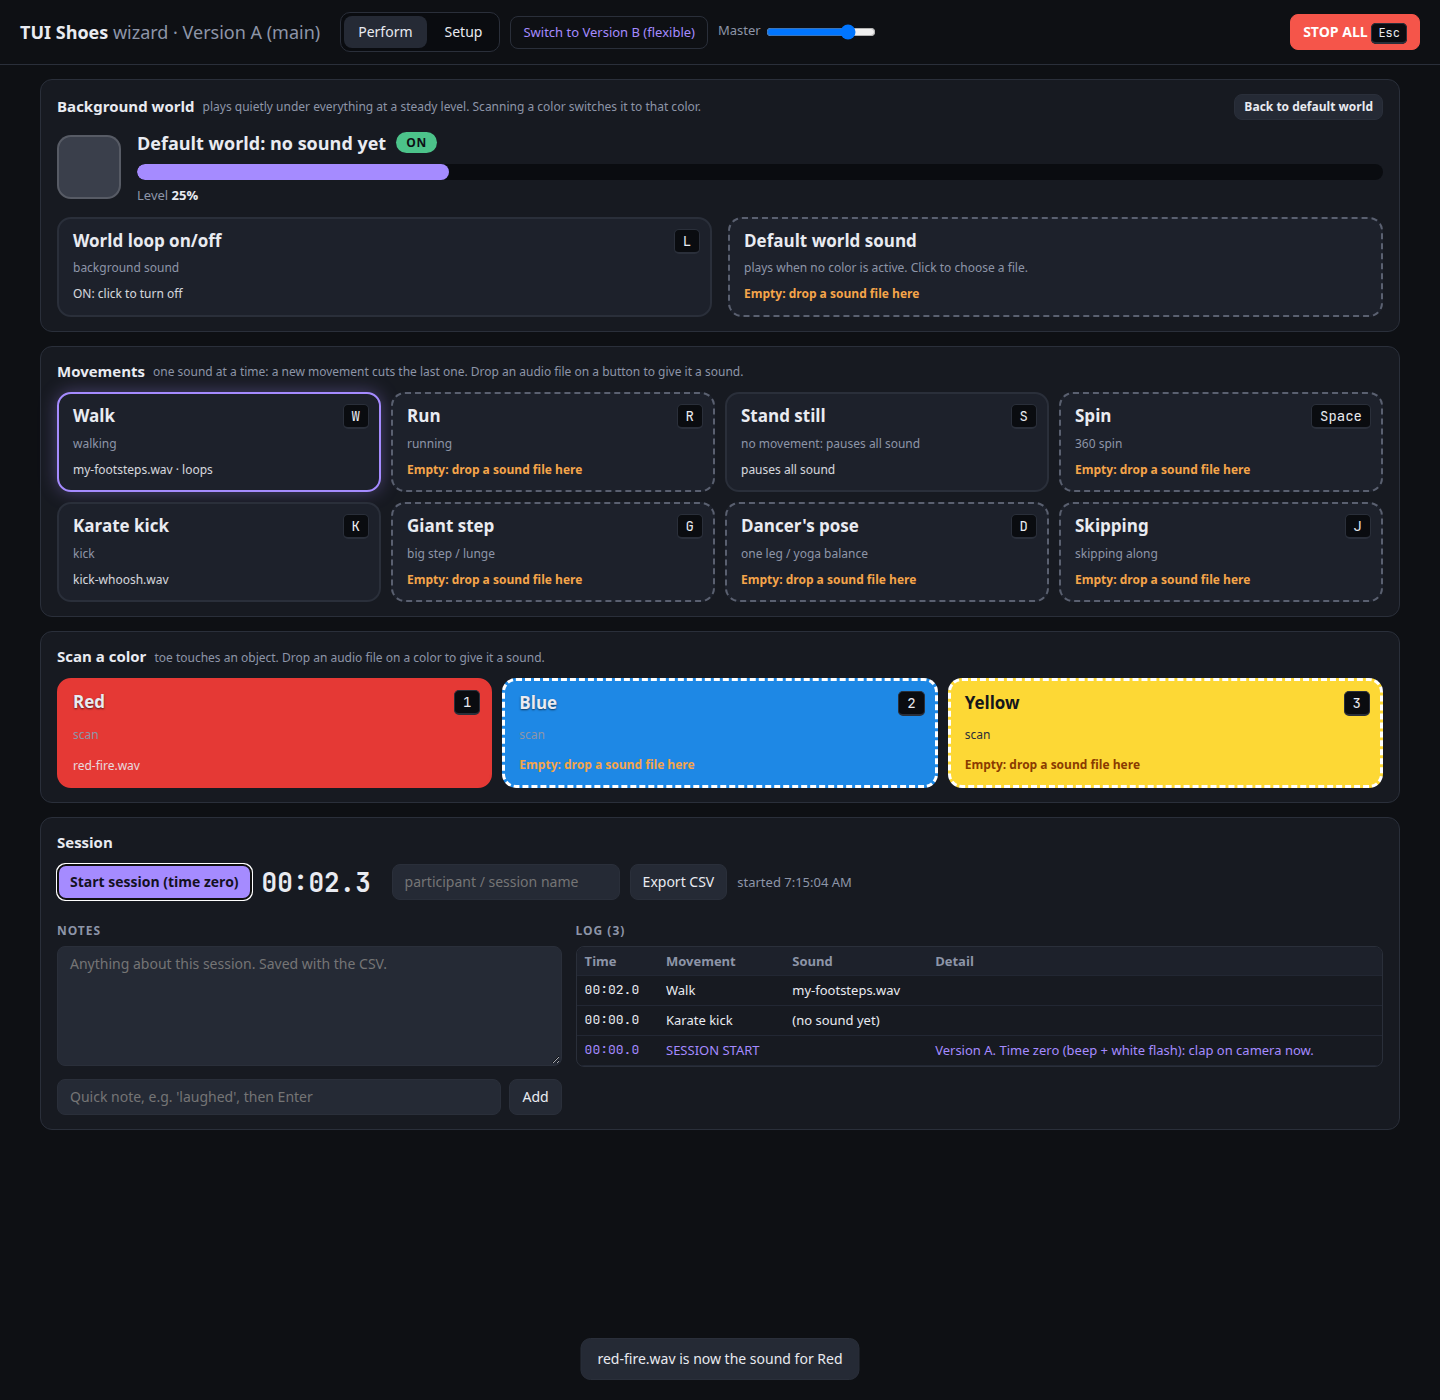 TUI Shoes wizard · Version A (main)
Perform
Setup
Switch to Version B (flexible)
Master
STOP ALL Esc
Background world plays quietly under everything at a steady level. Scanning a color switches it to that color.
Back to default world
Default world: no sound yet ON
Level 25%
World loop on/off L
background sound
ON: click to turn off
Default world sound
plays when no color is active. Click to choose a file.
Empty: drop a sound file here
Movements one sound at a time: a new movement cuts the last one. Drop an audio file on a button to give it a sound.
Walk W
walking
my-footsteps.wav · loops
Run R
running
Empty: drop a sound file here
Stand still S
no movement: pauses all sound
pauses all sound
Spin Space
360 spin
Empty: drop a sound file here
Karate kick K
kick
kick-whoosh.wav
Giant step G
big step / lunge
Empty: drop a sound file here
Dancer's pose D
one leg / yoga balance
Empty: drop a sound file here
Skipping J
skipping along
Empty: drop a sound file here
Scan a color toe touches an object. Drop an audio file on a color to give it a sound.
Red 1
scan
red-fire.wav
Blue 2
scan
Empty: drop a sound file here
Yellow 3
scan
Empty: drop a sound file here
Session
Start session (time zero)
00:02.3
participant / session name
Export CSV
started 7:15:04 AM
NOTES
Anything about this session. Saved with the CSV.
Quick note, e.g. 'laughed', then Enter
Add
LOG (3)
Time Movement Sound Detail
00:02.0 Walk my-footsteps.wav
00:00.0 Karate kick (no sound yet)
00:00.0 SESSION START Version A. Time zero (beep + white flash): clap on camera now.
red-fire.wav is now the sound for Red